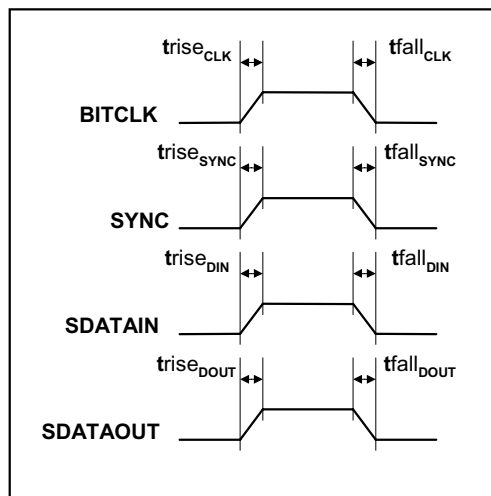 triseCLK tfallCLK
BITCLK
triseSYNC tfallSYNC
SYNC
triseDIN tfallDIN
SDATAIN
triseDOUT tfallDOUT
SDATAOUT